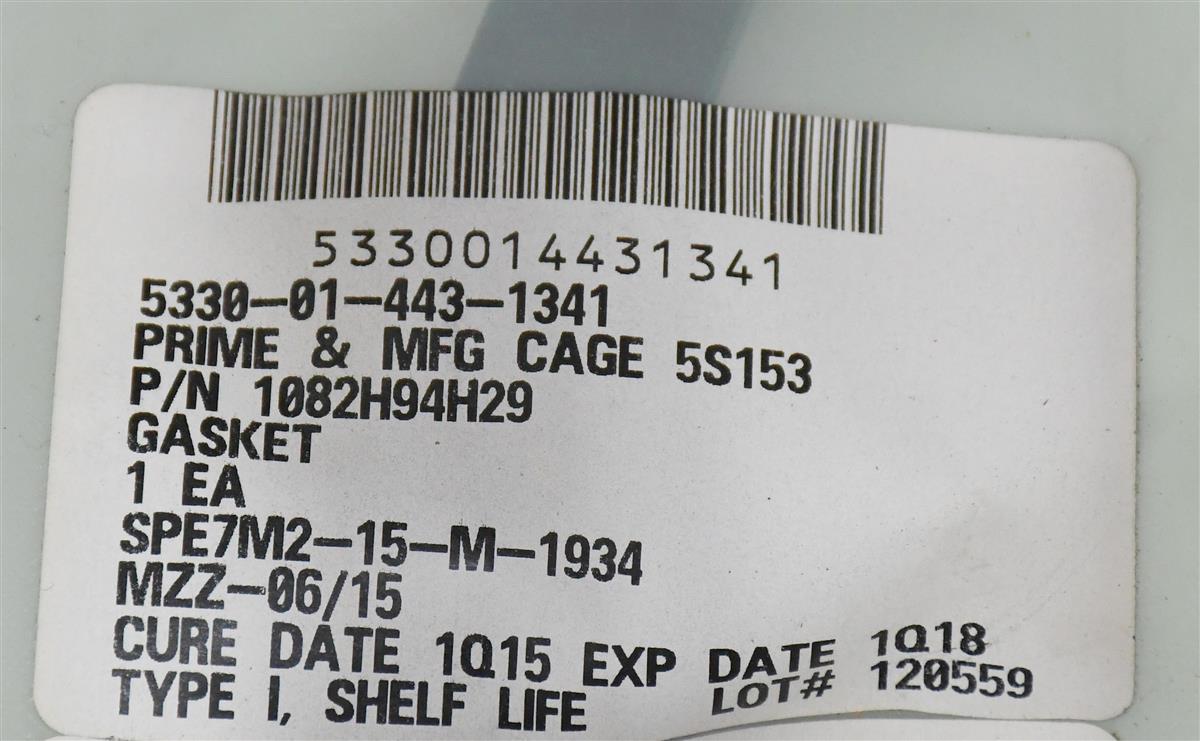 5330014431341
5330-01-443-1341
PRIME & MFG CAGE 5S153
P/N 1082H94H29
GASKET
1 EA
SPE7M2-15-M-1934
MZZ-06/15
CURE DATE 1Q15 EXP DATE 1Q18
TYPE I, SHELF LIFE LOT# 120559